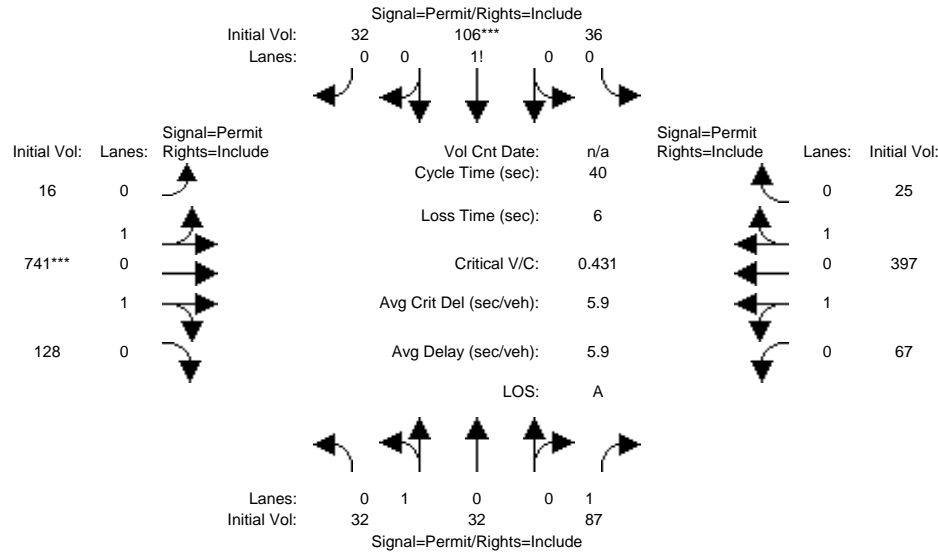 Signal=Permit/Rights=Include
Initial Vol: 32 106*** 36
Lanes: 0 0 1! 0 0
Signal=Permit
Initial Vol: Lanes: Rights=Include
Vol Cnt Date: n/a
Signal=Permit
Rights=Include Lanes: Initial Vol:
Cycle Time (sec): 40
16 0
0 25
Loss Time (sec): 6
1
1
741*** 0
Critical V/C: 0.431
0 397
1
Avg Crit Del (sec/veh): 5.9
1
128 0
Avg Delay (sec/veh): 5.9
0 67
LOS: A
Lanes: 0 1 0 0 1
Initial Vol: 32 32 87
Signal=Permit/Rights=Include